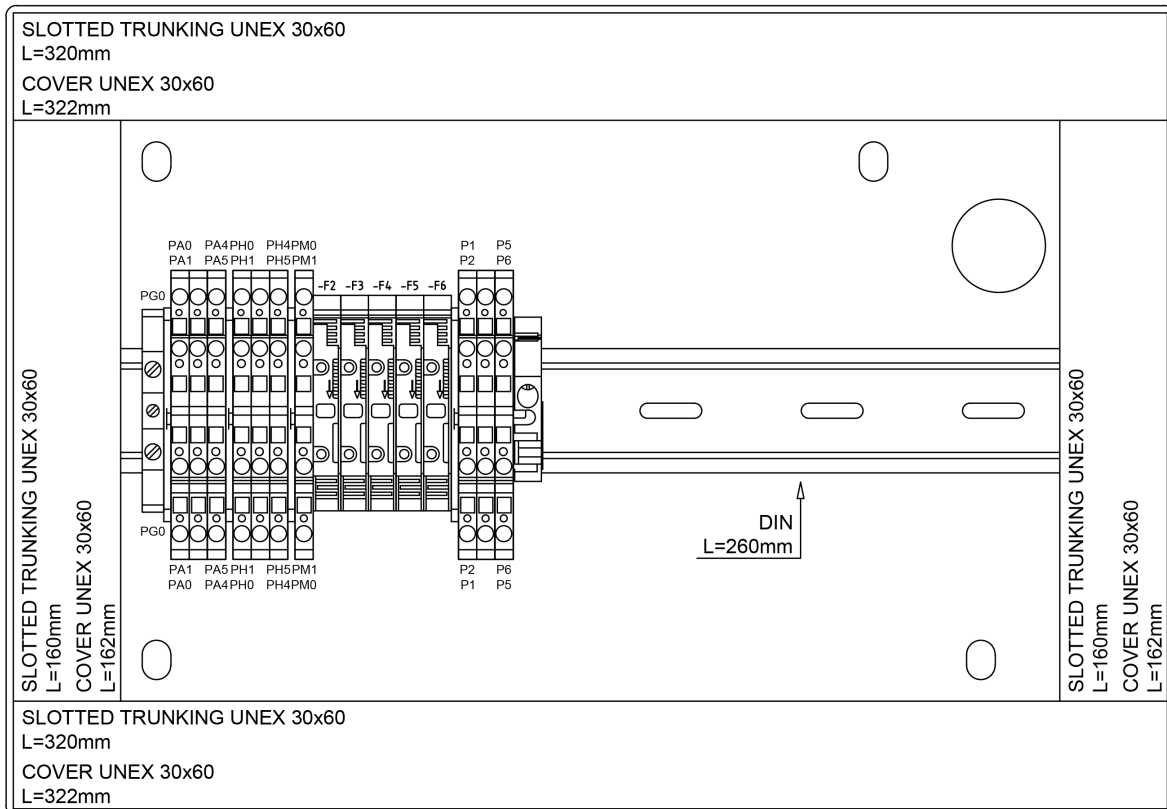 SLOTTED TRUNKING UNEX 30x60
L=320mm
COVER UNEX 30x60
L=322mm
SLOTTED TRUNKING UNEX 30x60
L=160mm
COVER UNEX 30x60
L=162mm
PA0 PA4 PH0 PH4 PM0 P1 P5
PA1 PA5 PH1 PH5 PM1 P2 P6
-F2 -F3 -F4 -F5 -F6
PG0
DIN
L=260mm
PG0
PA1 PA5 PH1 PH5 PM1 P2 P6
PA0 PA4 PH0 PH4 PM0 P1 P5
SLOTTED TRUNKING UNEX 30x60
L=160mm
COVER UNEX 30x60
L=162mm
SLOTTED TRUNKING UNEX 30x60
L=320mm
COVER UNEX 30x60
L=322mm